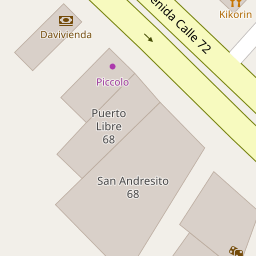 Kikorin
Davivienda
enida Calle 72
Piccolo
Puerto
Libre
68
San Andresito
68